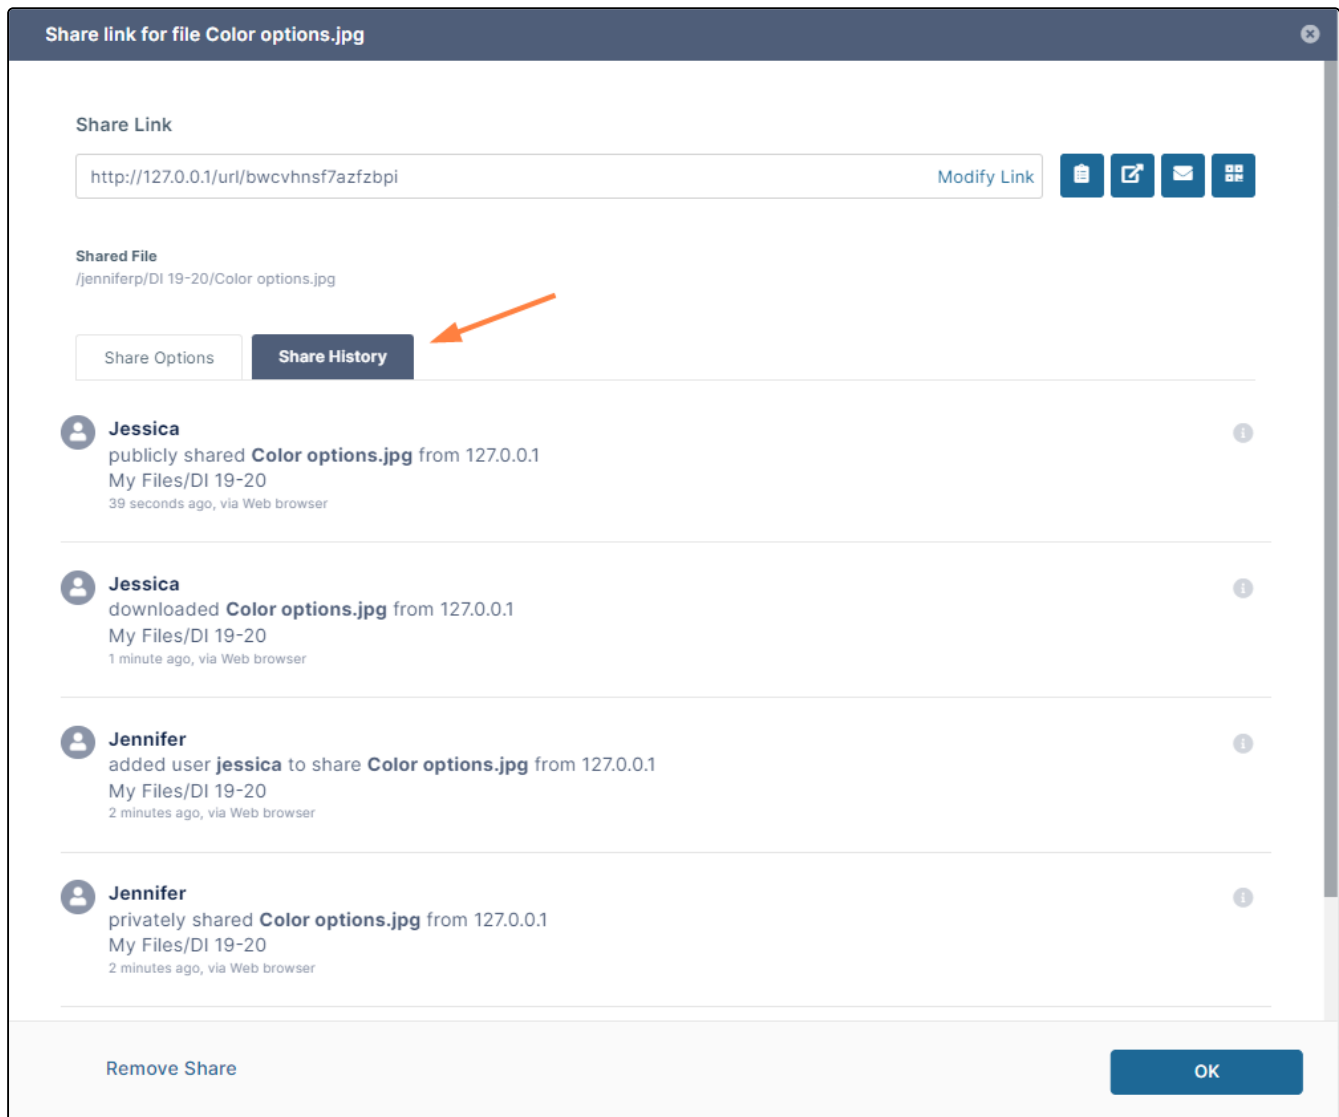 Share link for file Color options.jpg
Share Link
http://127.0.0.1/url/bwcvhnsf7azfzbpi
Modify Link
Shared File
/jenniferp/DI 19-20/Color options.jpg
Share Options
Share History
Jessica
publicly shared Color options.jpg from 127.0.0.1
My Files/DI 19-20
39 seconds ago, via Web browser
Jessica
downloaded Color options.jpg from 127.0.0.1
My Files/DI 19-20
1 minute ago, via Web browser
Jennifer
added user jessica to share Color options.jpg from 127.0.0.1
My Files/DI 19-20
2 minutes ago, via Web browser
Jennifer
privately shared Color options.jpg from 127.0.0.1
My Files/DI 19-20
2 minutes ago, via Web browser
Remove Share
OK